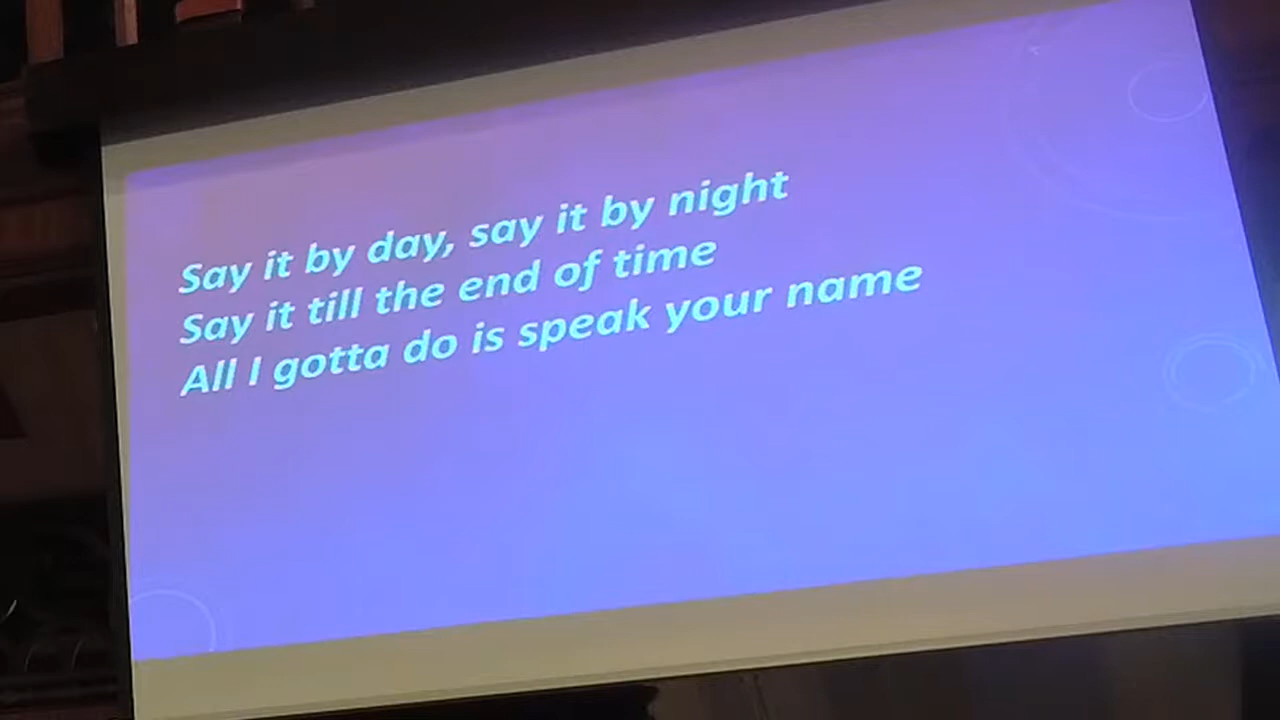 Say it by day, say it by night
Say it till the end of time
All I gotta do is speak your name